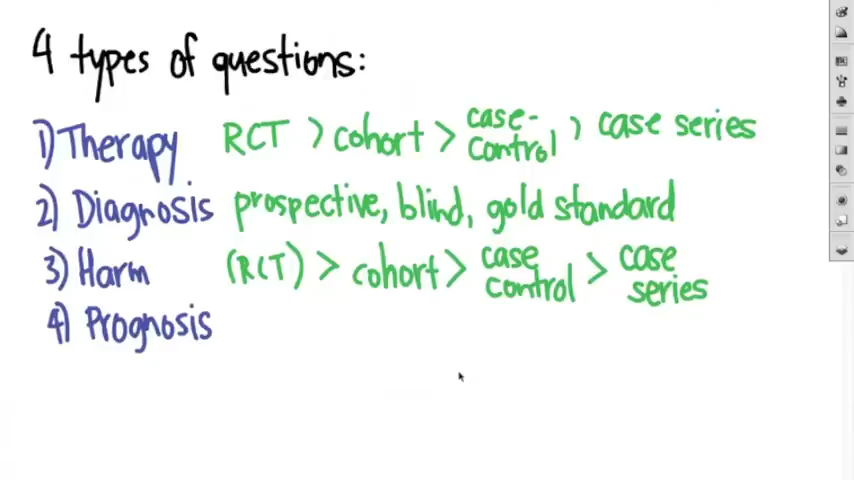 4 types of questions:
1) Therapy RCT > cohort > case-control > case series
2) Diagnosis prospective, blind, gold standard
3) Harm (RCT) > cohort > case control > case series
4) Prognosis